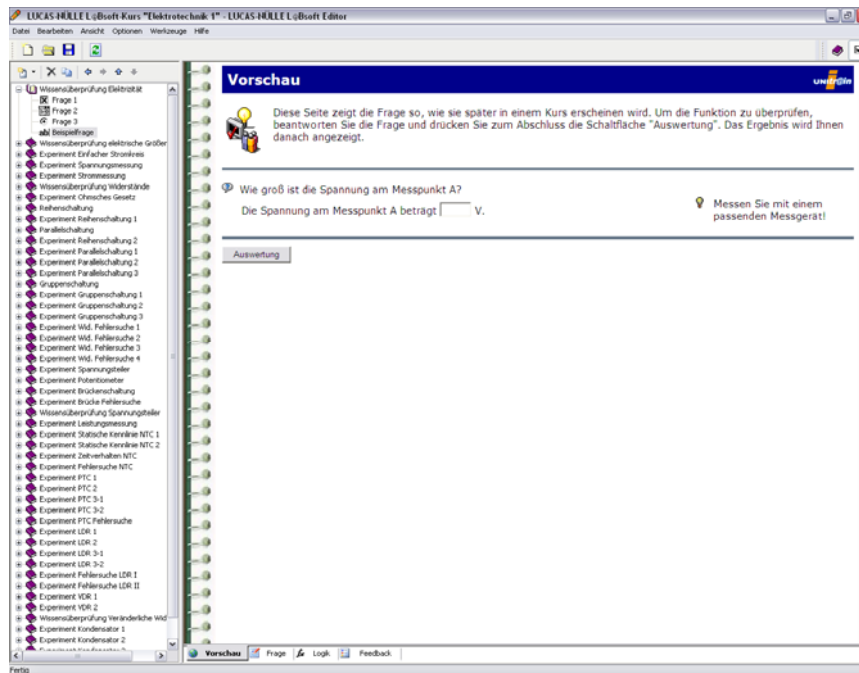 LUCAS-NÜLLE L@Bsoft-Kurs "Elektrotechnik 1" - LUCAS-NÜLLE L@Bsoft Editor
Datei Bearbeiten Ansicht Optionen Werkzeuge Hilfe
Wissensüberprüfung Elektrizität
Frage 1
Frage 2
Frage 3
abl Beispielfrage
Wissensüberprüfung elektrische Größer
Experiment Einfacher Stromkreis
Experiment Spannungsmessung
Experiment Strommessung
Wissensüberprüfung Widerstände
Experiment Ohmsches Gesetz
Reihenschaltung
Experiment Reihenschaltung 1
Parallelschaltung
Experiment Reihenschaltung 2
Experiment Parallelschaltung 1
Experiment Parallelschaltung 2
Experiment Parallelschaltung 3
Gruppenschaltung
Experiment Gruppenschaltung 1
Experiment Gruppenschaltung 2
Experiment Gruppenschaltung 3
Experiment Wid. Fehlersuche 1
Experiment Wid. Fehlersuche 2
Experiment Wid. Fehlersuche 3
Experiment Wid. Fehlersuche 4
Experiment Spannungsteiler
Experiment Potentiometer
Experiment Brückenschaltung
Experiment Brücke Fehlersuche
Wissensüberprüfung Spannungsteiler
Experiment Leistungsmessung
Experiment Statische Kennlinie NTC 1
Experiment Statische Kennlinie NTC 2
Experiment Zeitverhalten NTC
Experiment Fehlersuche NTC
Experiment PTC 1
Experiment PTC 2
Experiment PTC 3-1
Experiment PTC 3-2
Experiment PTC Fehlersuche
Experiment LDR 1
Experiment LDR 2
Experiment LDR 3-1
Experiment LDR 3-2
Experiment Fehlersuche LDR I
Experiment Fehlersuche LDR II
Experiment VDR 1
Experiment VDR 2
Wissensüberprüfung Veränderliche Wid
Experiment Kondensator 1
Experiment Kondensator 2
Vorschau
UNITR@IN
Diese Seite zeigt die Frage so, wie sie später in einem Kurs erscheinen wird. Um die Funktion zu überprüfen,
beantworten Sie die Frage und drücken Sie zum Abschluss die Schaltfläche "Auswertung". Das Ergebnis wird Ihnen
danach angezeigt.
Wie groß ist die Spannung am Messpunkt A?
Die Spannung am Messpunkt A beträgt V.
Messen Sie mit einem
passenden Messgerät!
Auswertung
Vorschau Frage Logik Feedback
Fertig